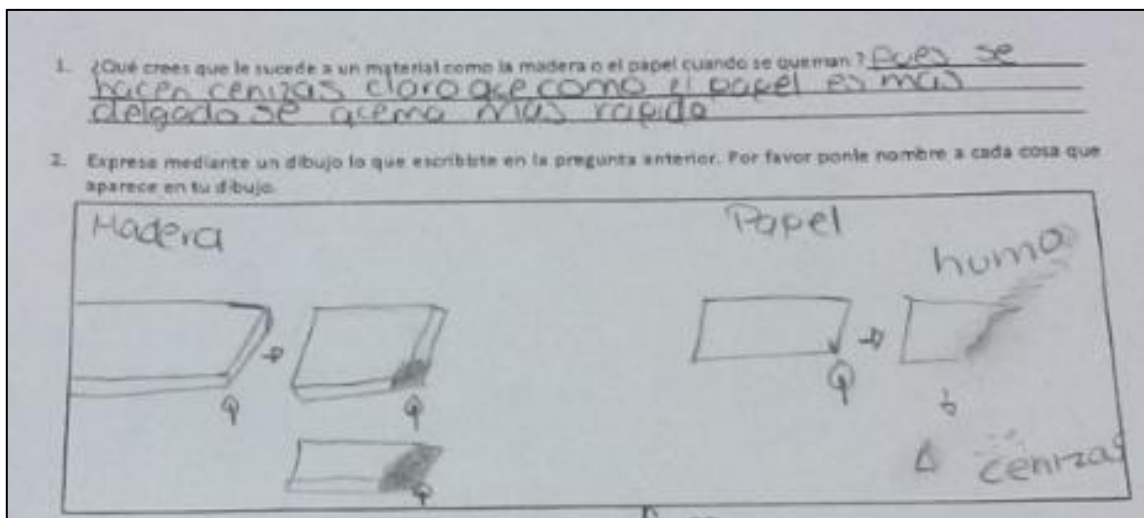 1. ¿Qué crees que le sucede a un material como la madera o el papel cuando se queman? pues se
hacen cenizas claro que como el papel es mas
delgado se qcema mas rapido
2. Expresa mediante un dibujo lo que escribiste en la pregunta anterior. Por favor ponle nombre a cada cosa que
aparece en tu dibujo.
Madera
Papel
humo
cenizas